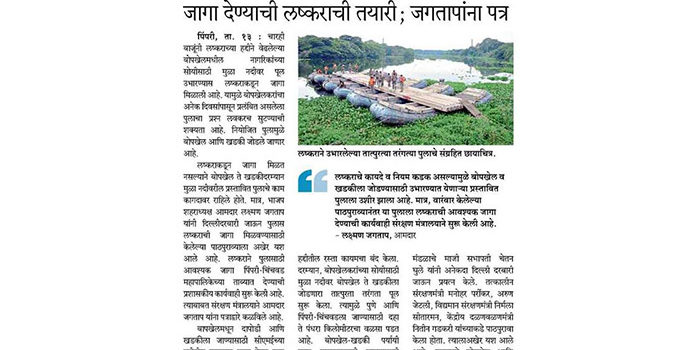 जागा देण्याची लष्कराची तयारी; जगतापांना पत्र
पिंपरी, ता. १३ : चारही
बाजूंनी लष्कराच्या हद्दीने वेढलेल्या
बोपखेलमधील नागरिकांच्या
सोयीसाठी मुळा नदीवर पूल
उभारण्यास लष्कराकडून जागा
मिळाली आहे. यामुळे बोपखेलकरांचा
अनेक दिवसांपासून प्रलंबित असलेला
पुलाचा प्रश्न लवकरच सुटण्याची
शक्यता आहे. नियोजित पुलामुळे
बोपखेल आणि खडकी जोडले जाणार
आहे.
लष्कराकडून जागा मिळत
नसल्याने बोपखेल ते खडकीदरम्यान
मुळा नदीवरील प्रस्तावित पुलाचे काम
कागदावर राहिले होते. मात्र, भाजप
शहराध्यक्ष आमदार लक्ष्मण जगताप
यांनी दिल्लीदरबारी जाऊन पुलास
लष्कराची जागा मिळवण्यासाठी
केलेल्या पाठपुराव्याला अखेर यश
आले आहे. लष्कराने पुलासाठी
आवश्यक जागा पिंपरी-चिंचवड
महापालिकेच्या ताब्यात देण्याची
प्रशासकीय कार्यवाही सुरू केली आहे.
त्याबाबत संरक्षण मंत्रालयाने आमदार
जगताप यांना पत्राद्वारे कळविले आहे.
बोपखेलमधून दापोडी आणि
खडकीला जाण्यासाठी सीएमईच्या
लष्कराने उभारलेल्या तात्पुरत्या तरंगत्या पुलाचे संग्रहित छायाचित्र.
लष्कराचे कायदे व नियम कडक असल्यामुळे बोपखेल व
खडकीला जोडण्यासाठी उभारण्यात येणाऱ्या प्रस्तावित
पुलाला उशीर झाला आहे. मात्र, वारंवार केलेल्या
पाठपुराव्यानंतर या पुलाला लष्कराची आवश्यक जागा
देण्याची कार्यवाही संरक्षण मंत्रालयाने सुरू केली आहे.
- लक्ष्मण जगताप, आमदार
हद्दीतील रस्ता कायमचा बंद केला.
दरम्यान, बोपखेलकरांच्या सोयीसाठी
मुळा नदीवर बोपखेल ते खडकीला
जोडणारा तात्पुरता तरंगता पूल
सुरू केला. त्यामुळे पुणे आणि
पिंपरी-चिंचवडला जाण्यासाठी दहा
ते पंधरा किलोमीटरचा वळसा पडत
आहे. बोपखेल-खडकी पर्यायी
मंडळाचे माजी सभापती चेतन
घुले यांनी अनेकदा दिल्ली दरबारी
जाऊन प्रयत्न केले. तत्कालीन
संरक्षणमंत्री मनोहर पर्रीकर, अरुण
जेटली, विद्यमान संरक्षणमंत्री निर्मला
सीतारमन, केंद्रीय दळणवळणमंत्री
नितीन गडकरी यांच्याकडे पाठपुरावा
केला होता. त्यालाअखेर यश आले